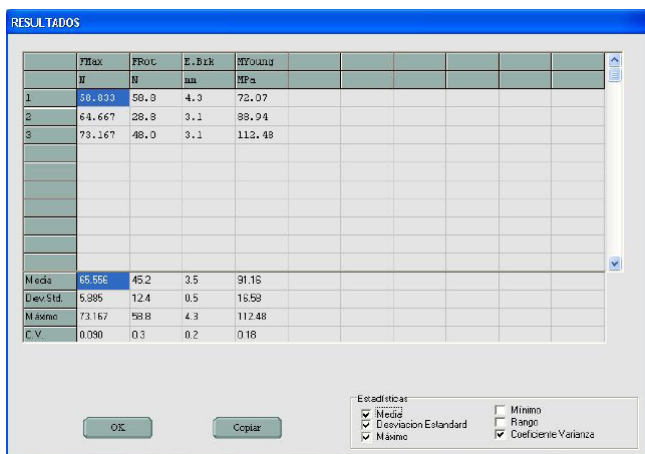 RESULTADOS
FMax FRot E.Brk MYoung
N N mm MPa
1 58.833 58.8 4.3 72.07
2 64.667 28.8 3.1 88.94
3 73.167 48.0 3.1 112.48
Media 65.556 45.2 3.5 91.16
Dev.Std. 5.885 12.4 0.5 16.59
Máximo 73.167 58.8 4.3 112.48
C.V. 0.090 0.3 0.2 0.18
Estadísticas
Media Mínimo
Desviacion Estandard Rango
Máximo Coeficiente Varianza
OK Copiar